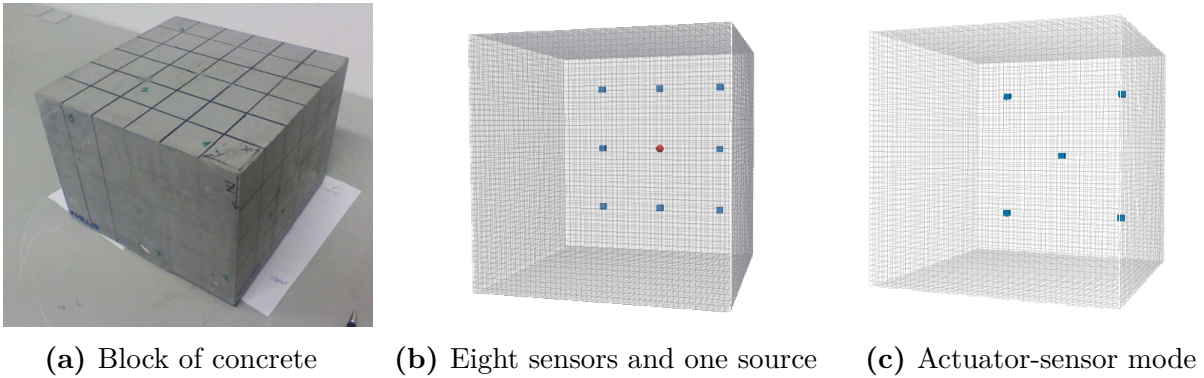 (a) Block of concrete
(b) Eight sensors and one source
(c) Actuator-sensor mode